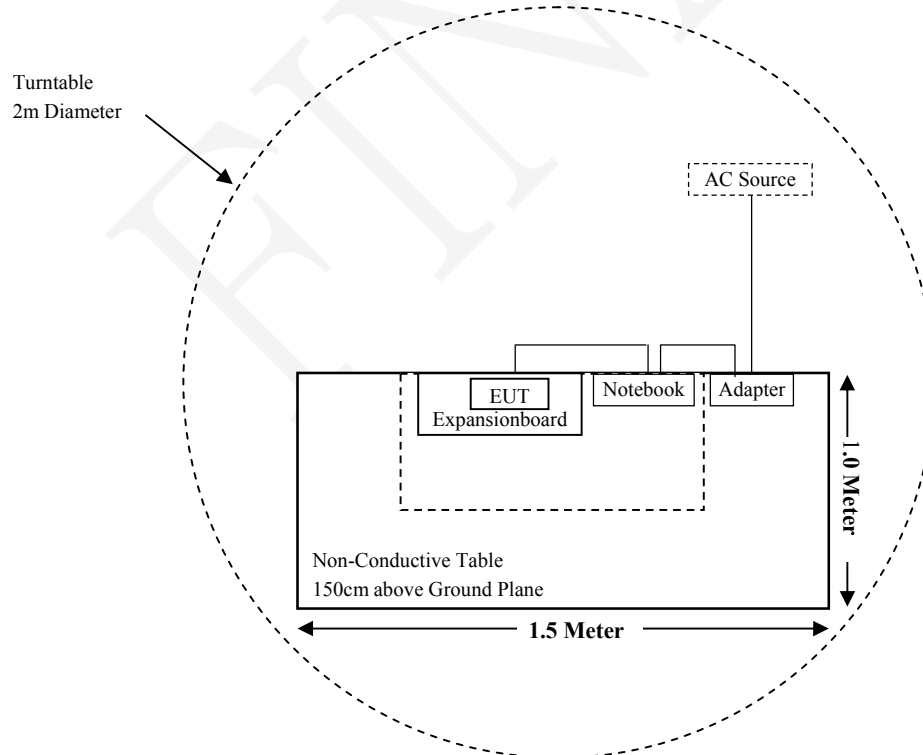 Turntable
2m Diameter
AC Source
EUT
Expansionboard
Notebook
Adapter
1.0 Meter
Non-Conductive Table
150cm above Ground Plane
1.5 Meter